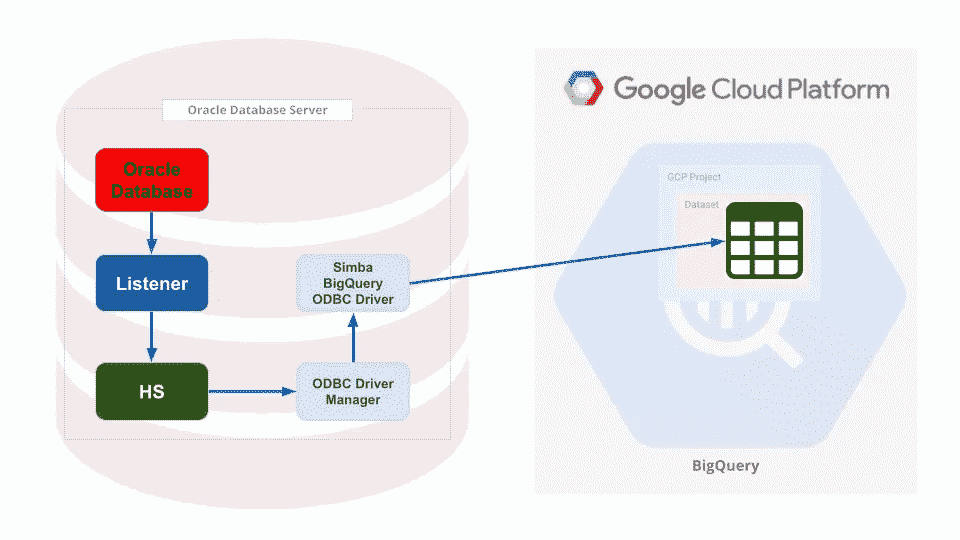 Oracle Database Server
Oracle
Database
Listener
HS
Simba
BigQuery
ODBC Driver
ODBC Driver
Manager
Google Cloud Platform
GCP Project
Dataset
BigQuery